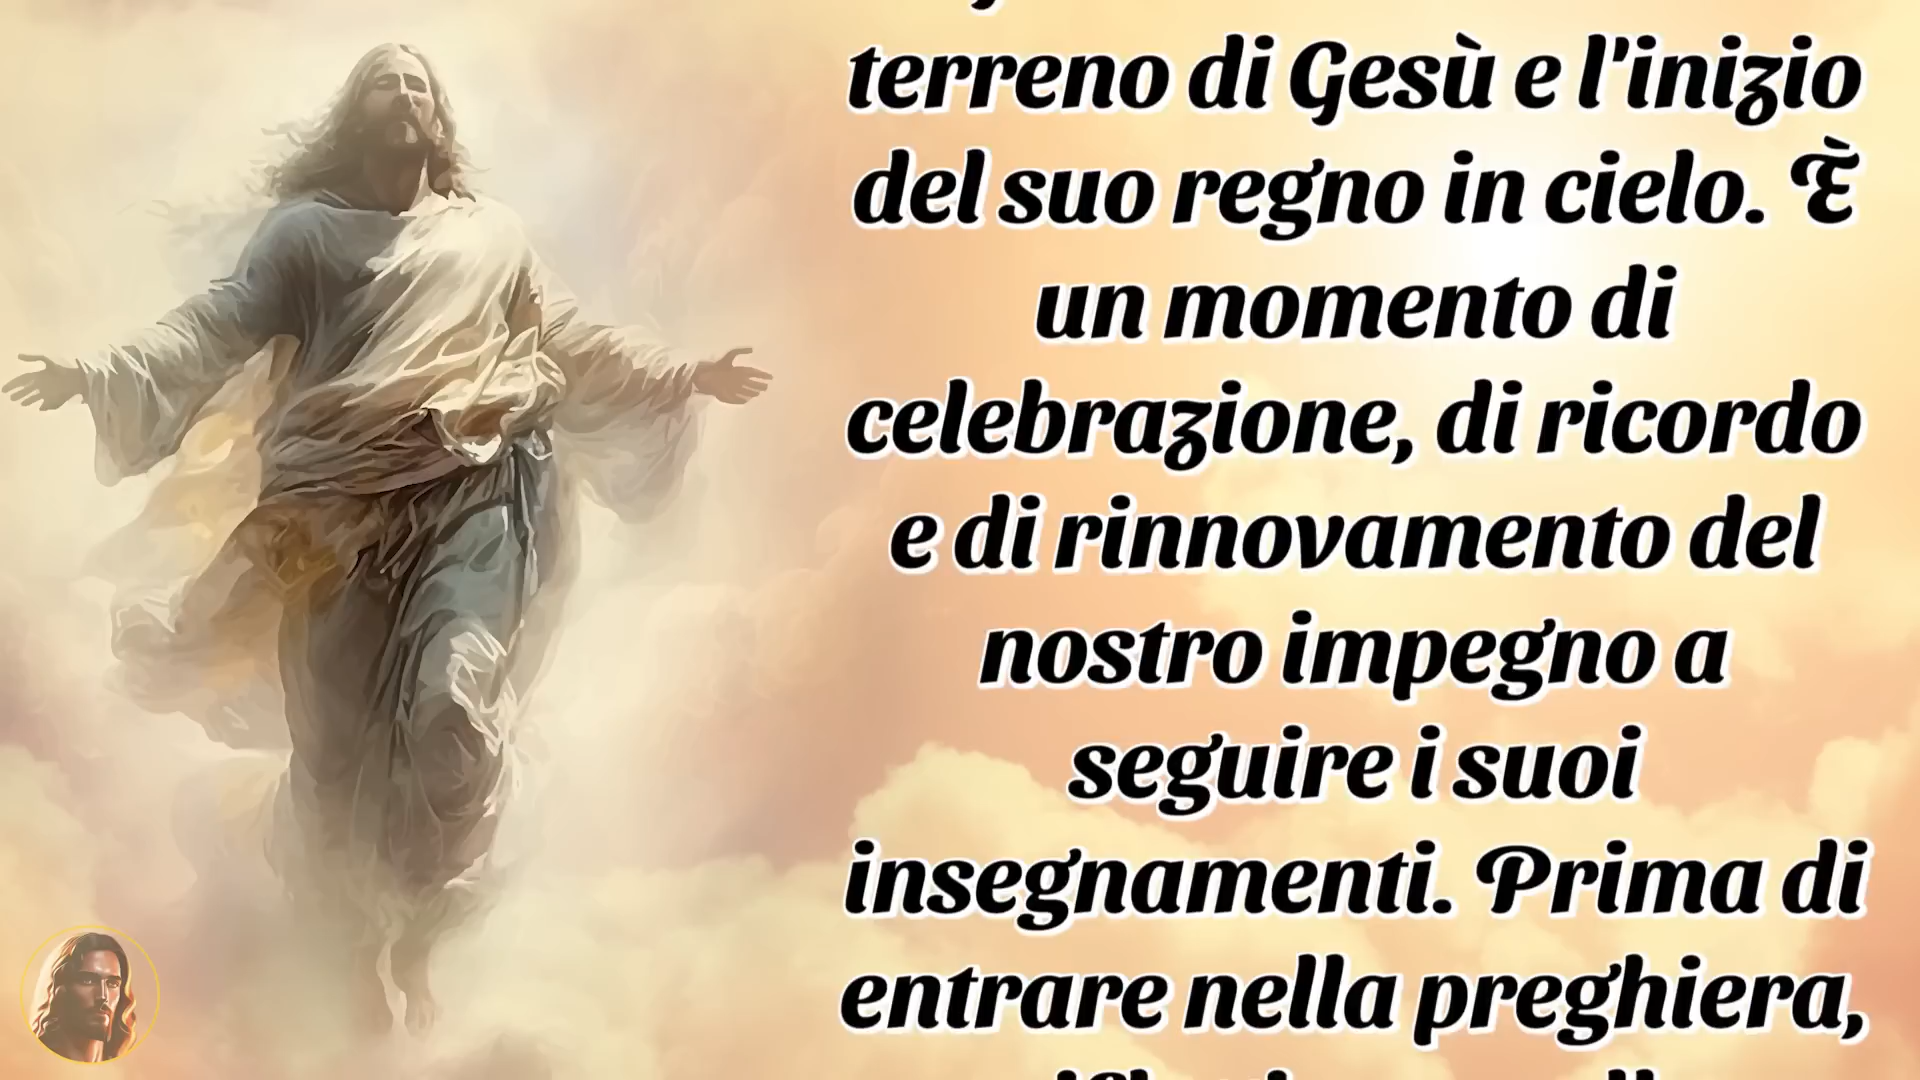 terreno di Gesù e l'inizio
del suo regno in cielo. È
un momento di
celebrazione, di ricordo
e di rinnovamento del
nostro impegno a
seguire i suoi
insegnamenti. Prima di
entrare nella preghiera,